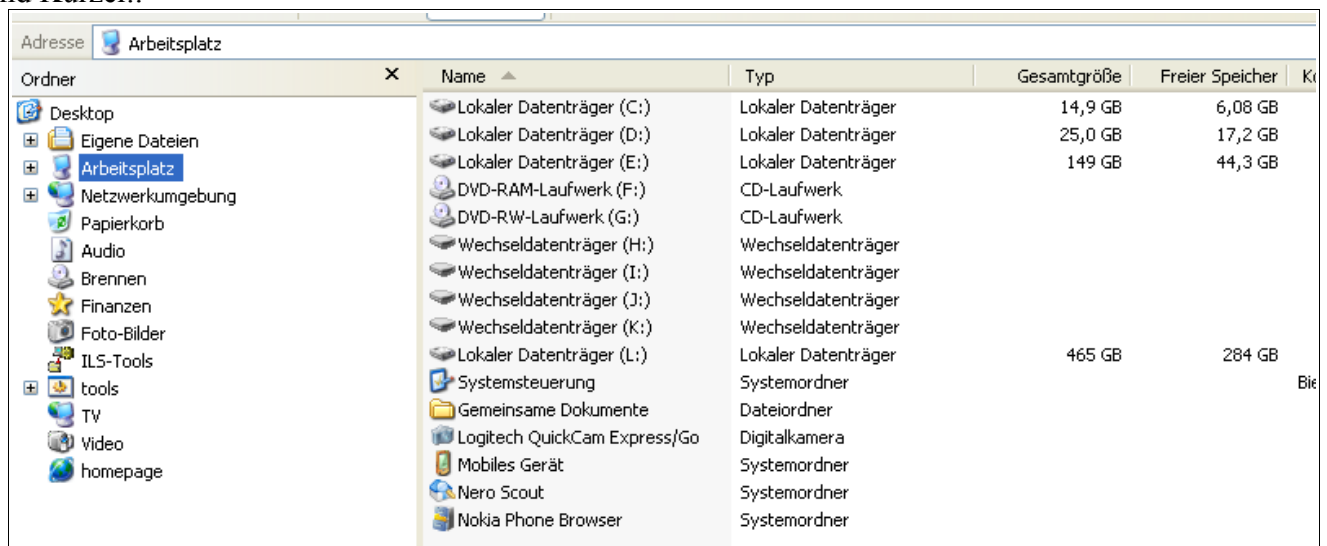 Adresse Arbeitsplatz
Ordner Name Typ Gesamtgröße Freier Speicher
Desktop
Eigene Dateien
Arbeitsplatz
Netzwerkumgebung
Papierkorb
Audio
Brennen
Finanzen
Foto-Bilder
ILS-Tools
tools
TV
Video
homepage
Lokaler Datenträger (C:) Lokaler Datenträger 14,9 GB 6,08 GB
Lokaler Datenträger (D:) Lokaler Datenträger 25,0 GB 17,2 GB
Lokaler Datenträger (E:) Lokaler Datenträger 149 GB 44,3 GB
DVD-RAM-Laufwerk (F:) CD-Laufwerk
DVD-RW-Laufwerk (G:) CD-Laufwerk
Wechseldatenträger (H:) Wechseldatenträger
Wechseldatenträger (I:) Wechseldatenträger
Wechseldatenträger (J:) Wechseldatenträger
Wechseldatenträger (K:) Wechseldatenträger
Lokaler Datenträger (L:) Lokaler Datenträger 465 GB 284 GB
Systemsteuerung Systemordner
Gemeinsame Dokumente Dateiordner
Logitech QuickCam Express/Go Digitalkamera
Mobiles Gerät Systemordner
Nero Scout Systemordner
Nokia Phone Browser Systemordner